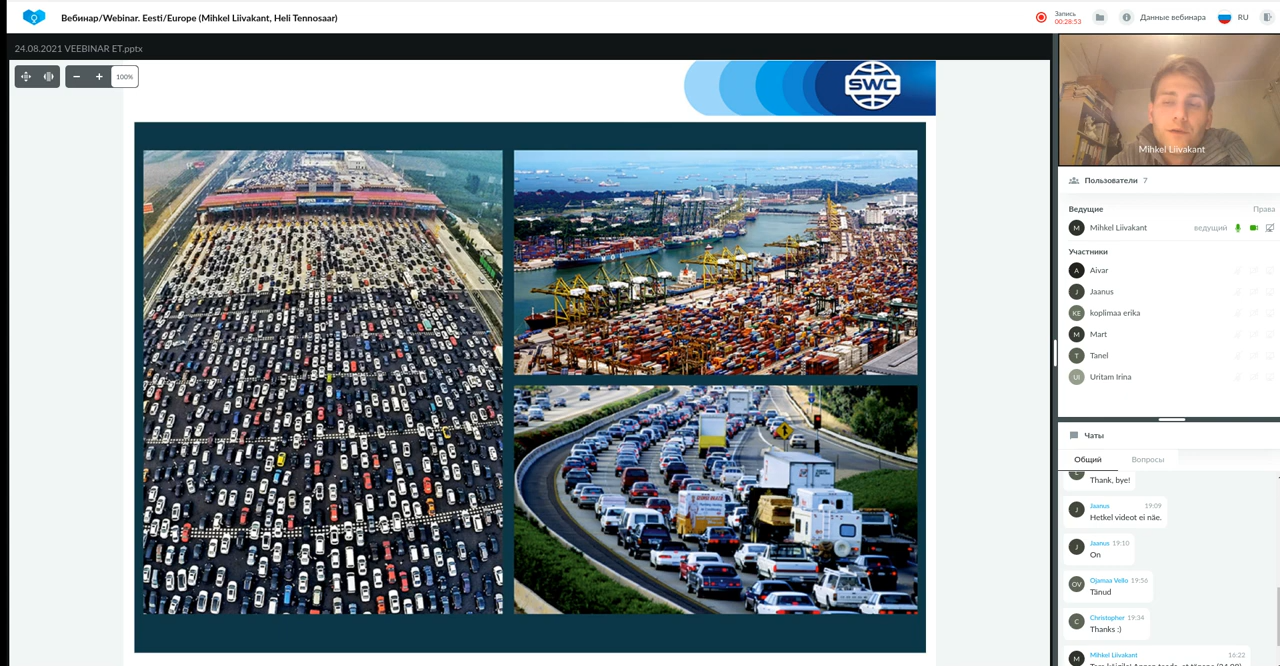 Вебинар/Webinar. Eesti/Europe (Mihkel Liivakant, Heli Tennosaar)
Запись
00:28:53
Данные вебинара
RU
24.08.2021 VEEBINAR ET.pptx
100%
SWC
Mihkel Liivakant
Пользователи 7
Ведущие
Права
M
Mihkel Liivakant
ведущий
Участники
A
Aivar
J
Jaanus
KE
koplimaa erika
M
Mart
T
Tanel
UI
Uritam Irina
Чаты
Общий
Вопросы
Thank, bye!
J
Jaanus 19:09
Hetkel videot ei näe.
J
Jaanus 19:10
On
OV
Ojamaa Vello 19:56
Tänud
C
Christopher 19:34
Thanks :)
M
Mihkel Liivakant 16:22